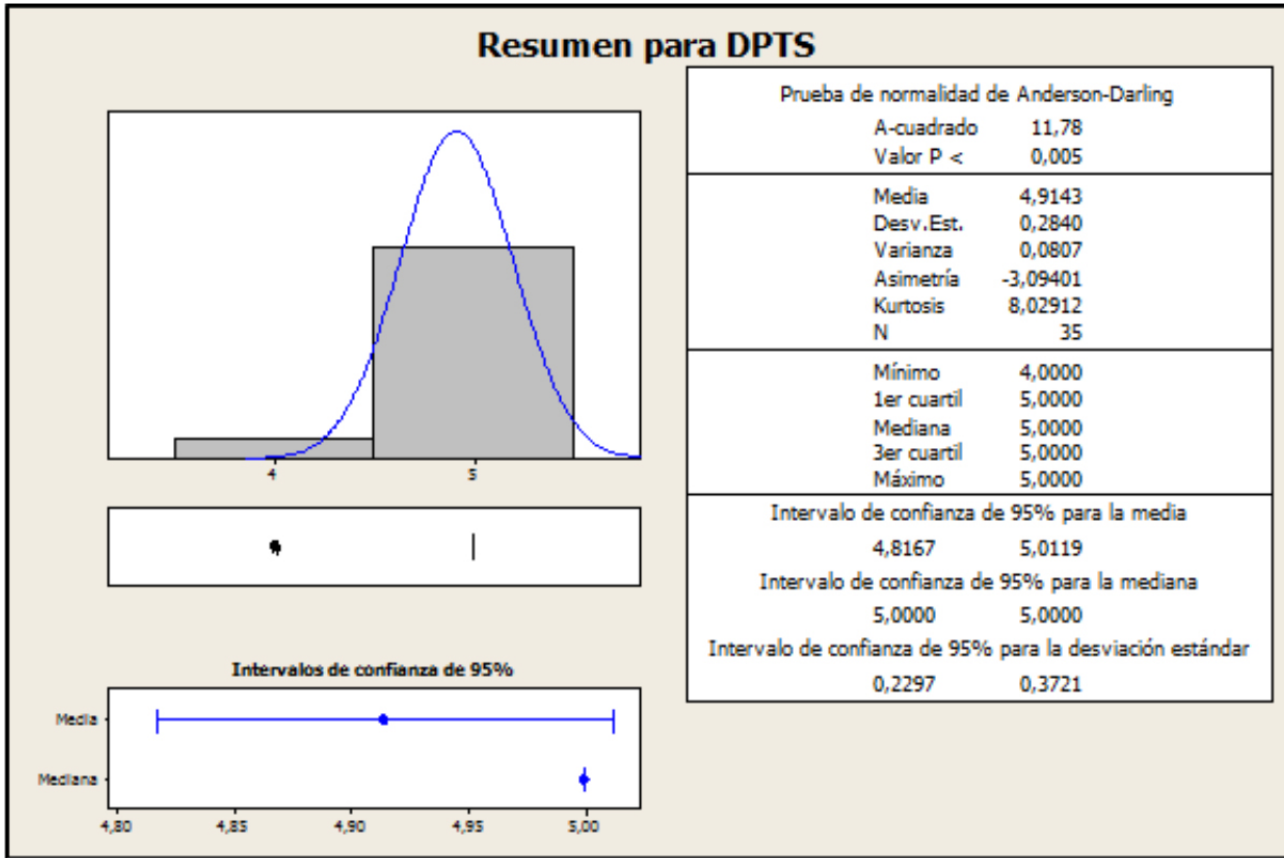 Resumen para DPTS
4 5
Intervalos de confianza de 95%
Media
Mediana
4,80 4,85 4,90 4,95 5,00
Prueba de normalidad de Anderson-Darling
A-cuadrado 11,78
Valor P < 0,005
Media 4,9143
Desv.Est. 0,2840
Varianza 0,0807
Asimetría -3,09401
Kurtosis 8,02912
N 35
Mínimo 4,0000
1er cuartil 5,0000
Mediana 5,0000
3er cuartil 5,0000
Máximo 5,0000
Intervalo de confianza de 95% para la media
4,8167 5,0119
Intervalo de confianza de 95% para la mediana
5,0000 5,0000
Intervalo de confianza de 95% para la desviación estándar
0,2297 0,3721